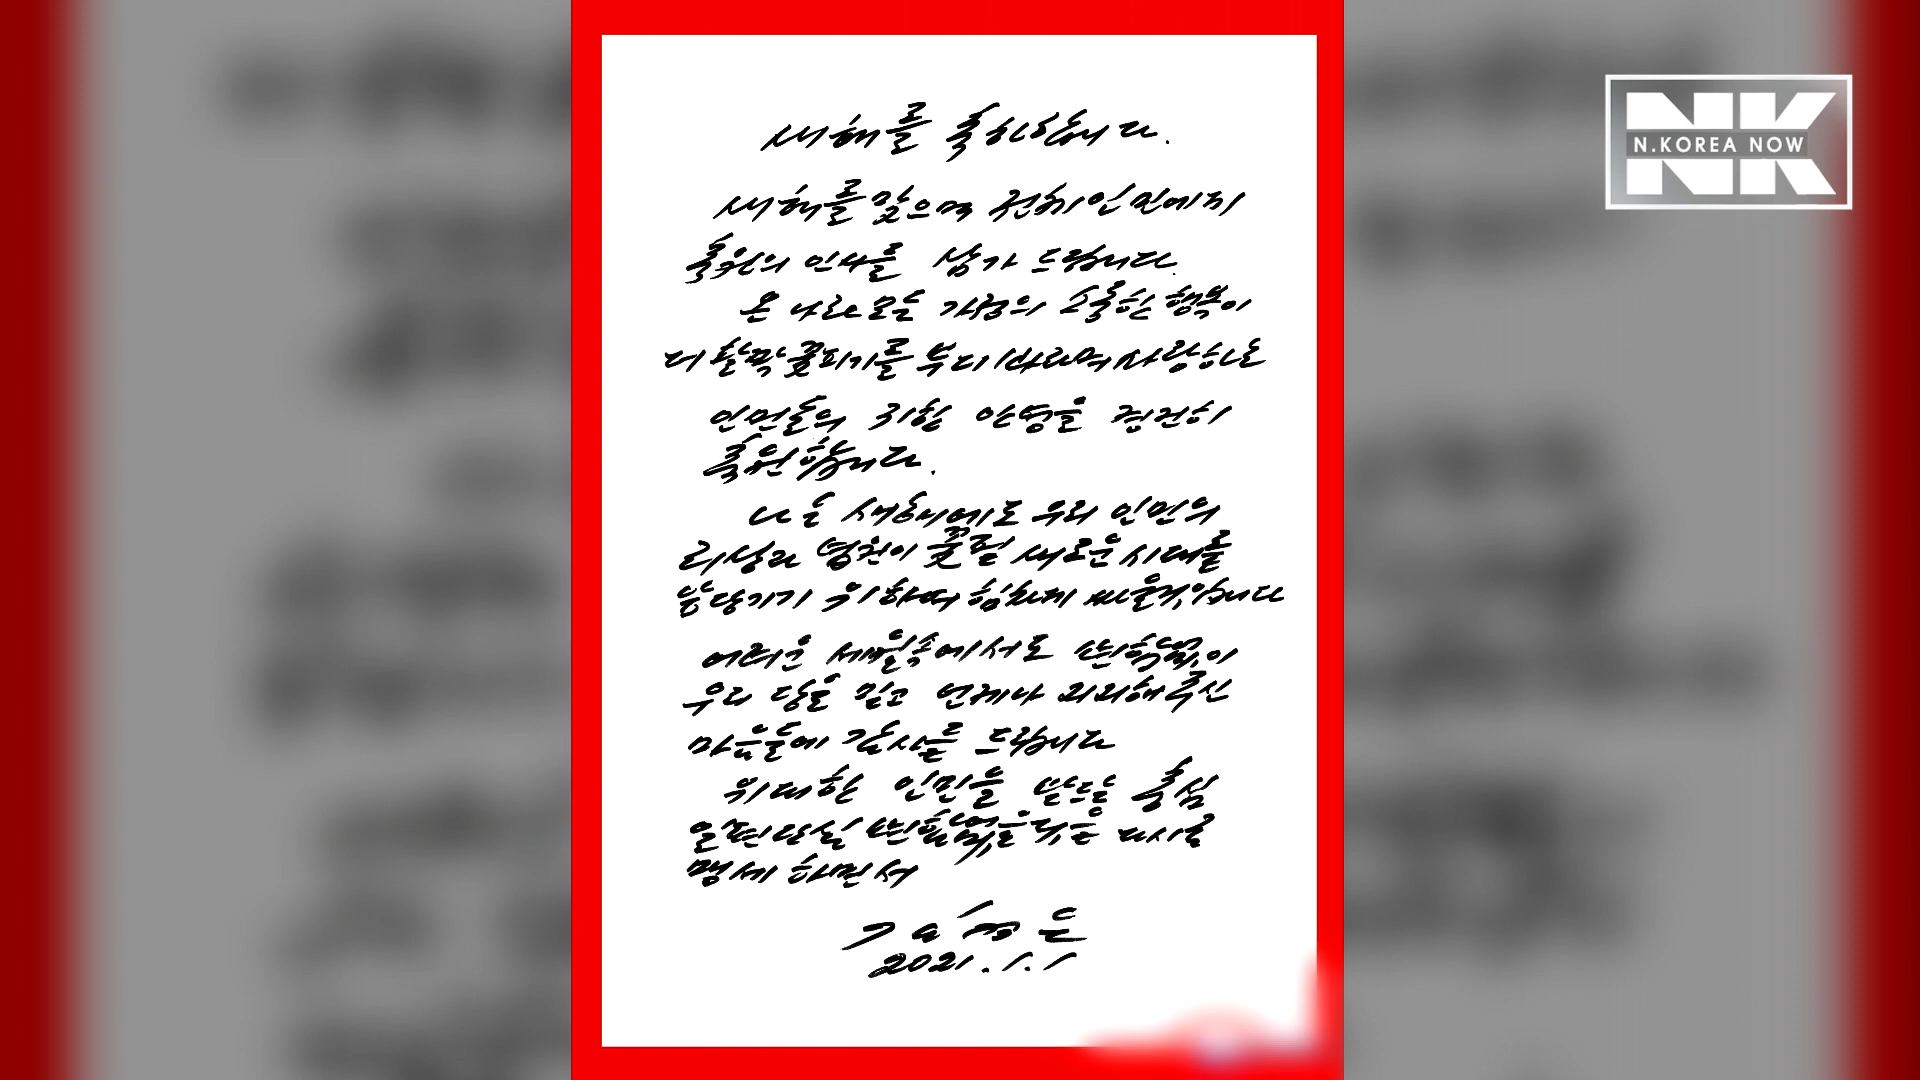 새해를 축하합니다.
새해를 맞으며 전체 인민에게
축원의 인사를 삼가 드립니다.
온 나라 모든 가정의 소중한 행복이
더 활짝 꽃피기를 부디 바라며 사랑하는
인민들의 귀한 안녕을 경건히
축원합니다.
나는 새해에도 우리 인민의
리상과 념원이 꽃필 새로운 시대를
앞당기기 위하여 힘차게 싸울것입니다
어려운 세월속에서도 변함없이
우리 당을 믿고 언제나 지지해주신
마음들에 감사를 드립니다
위대한 인민을 받드는 충심
일편단심 변함없을것을 다시금
맹세하면서
김정은
2021.1.1
NK
N.KOREA NOW